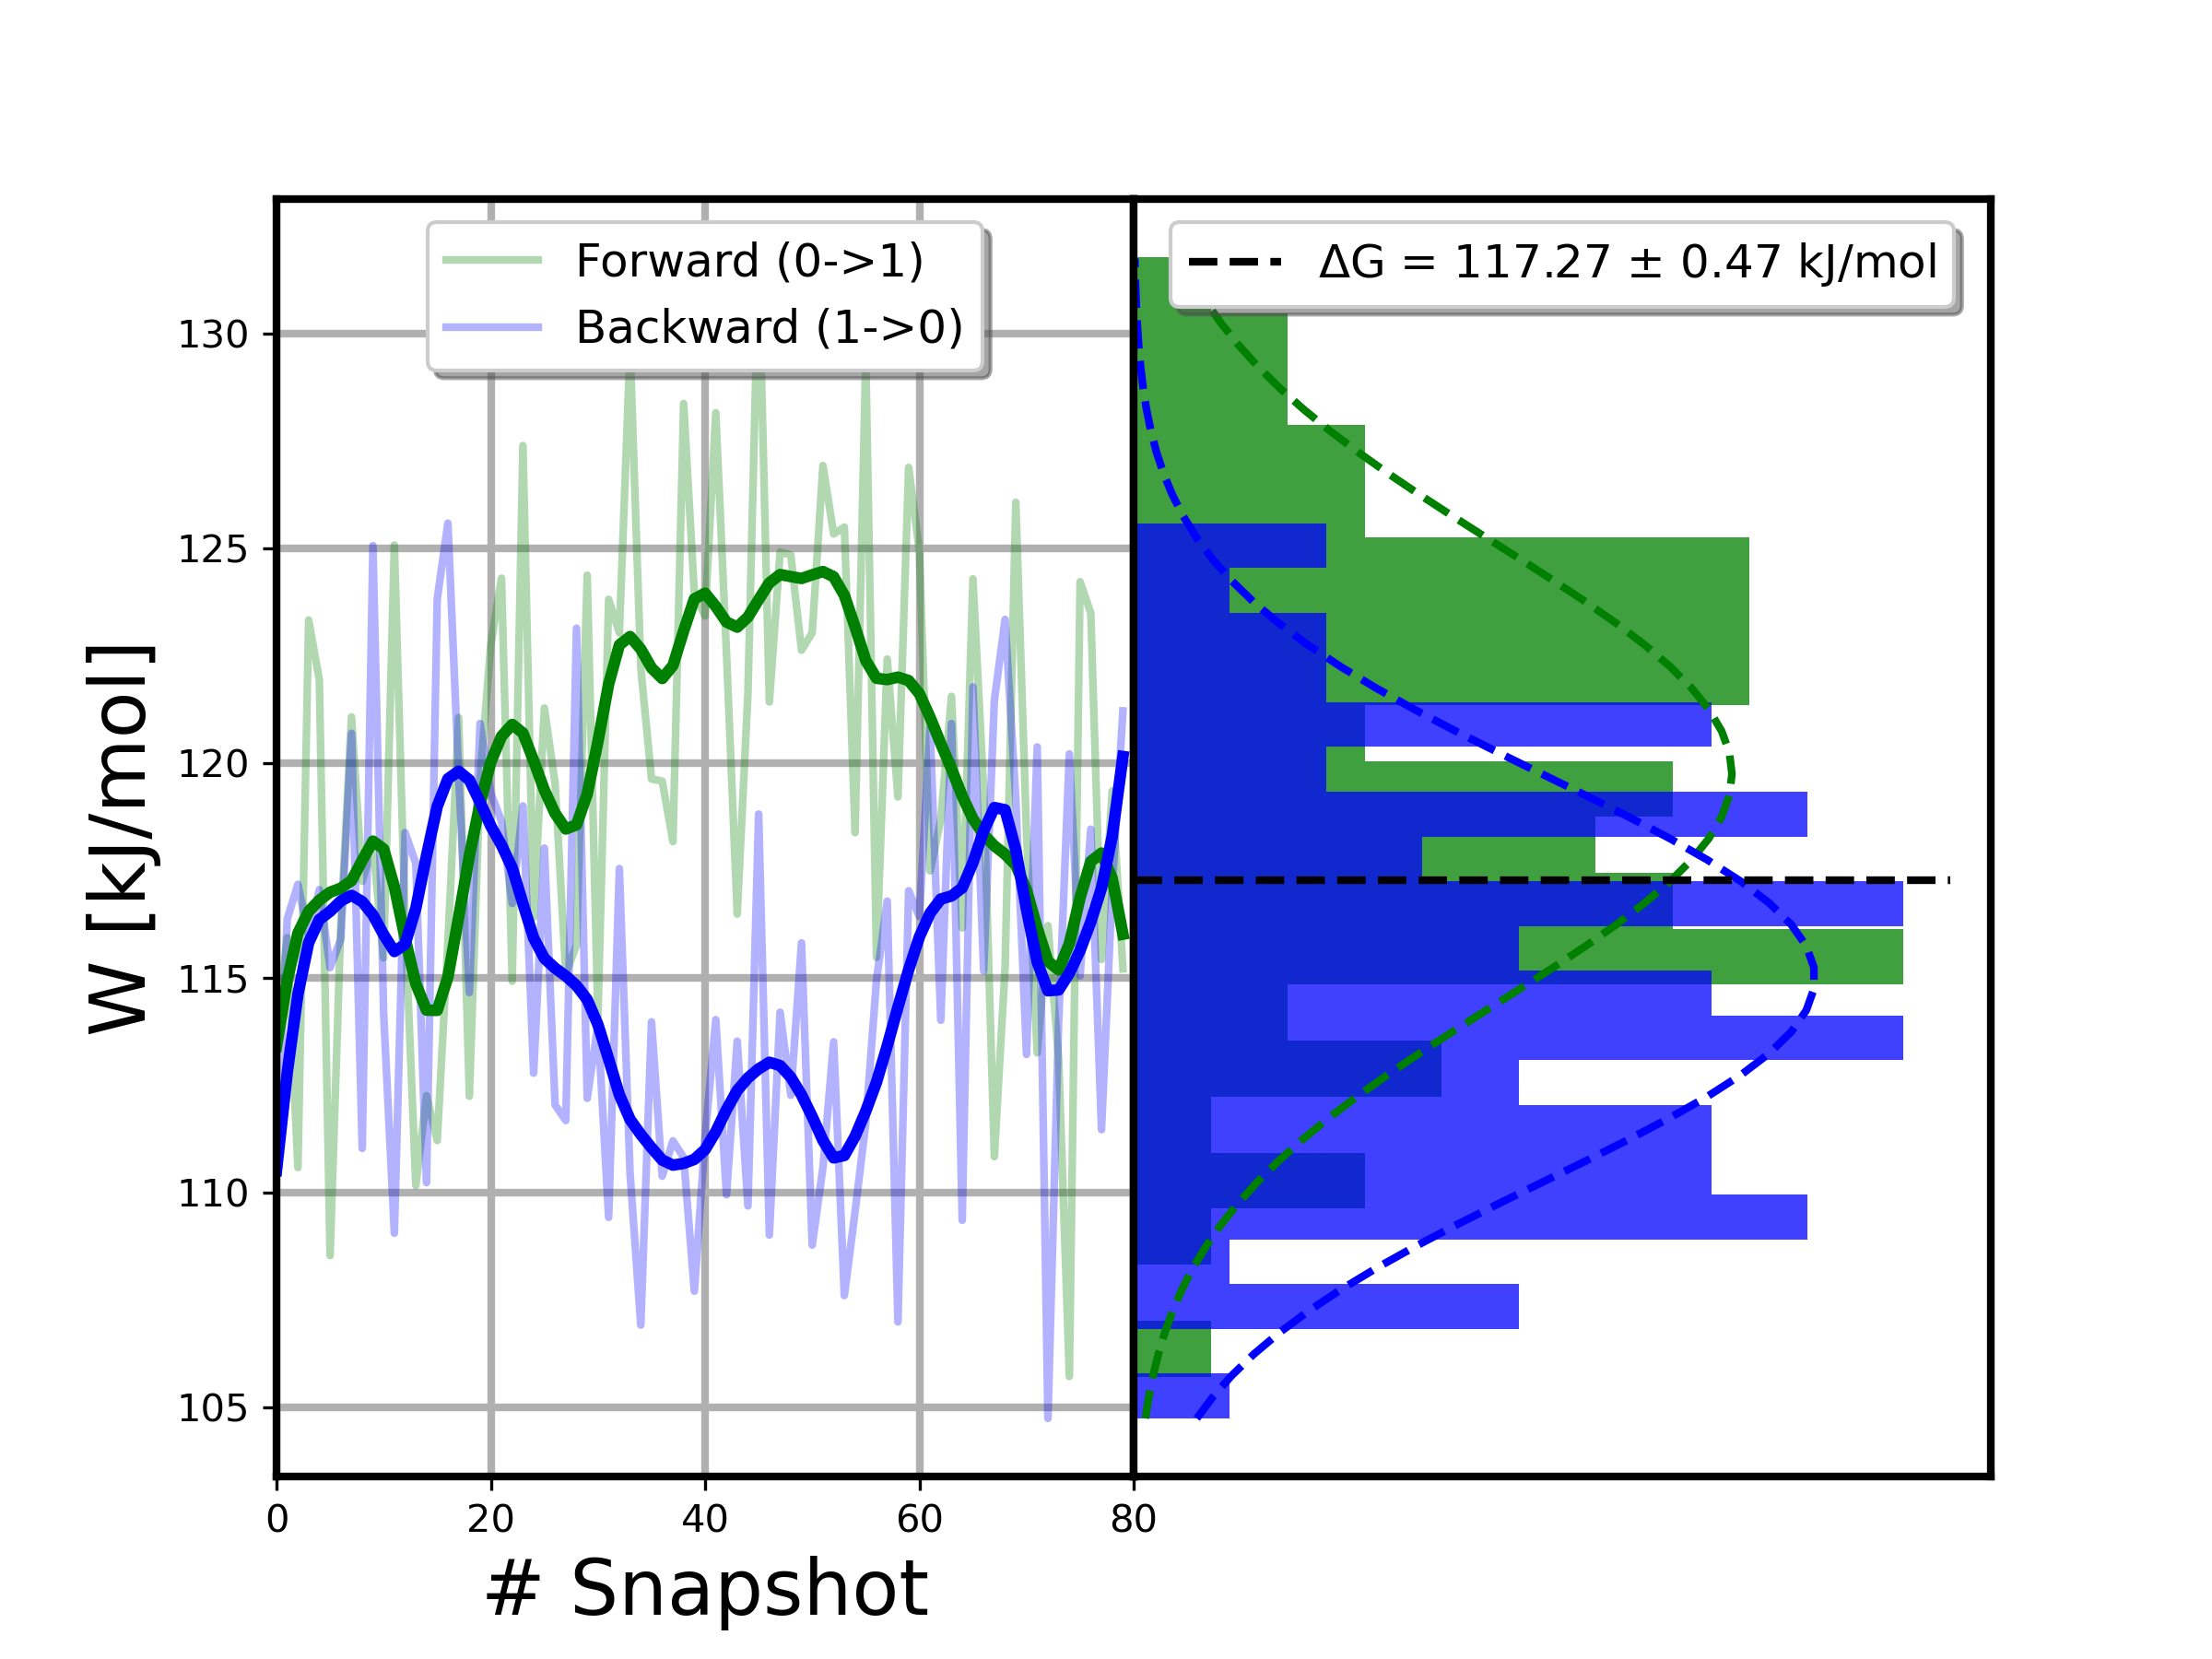 Forward (0->1)
Backward (1->0)
ΔG = 117.27 ± 0.47 kJ/mol
130
125
120
115
110
105
W [kJ/mol]
0 20 40 60 80
# Snapshot